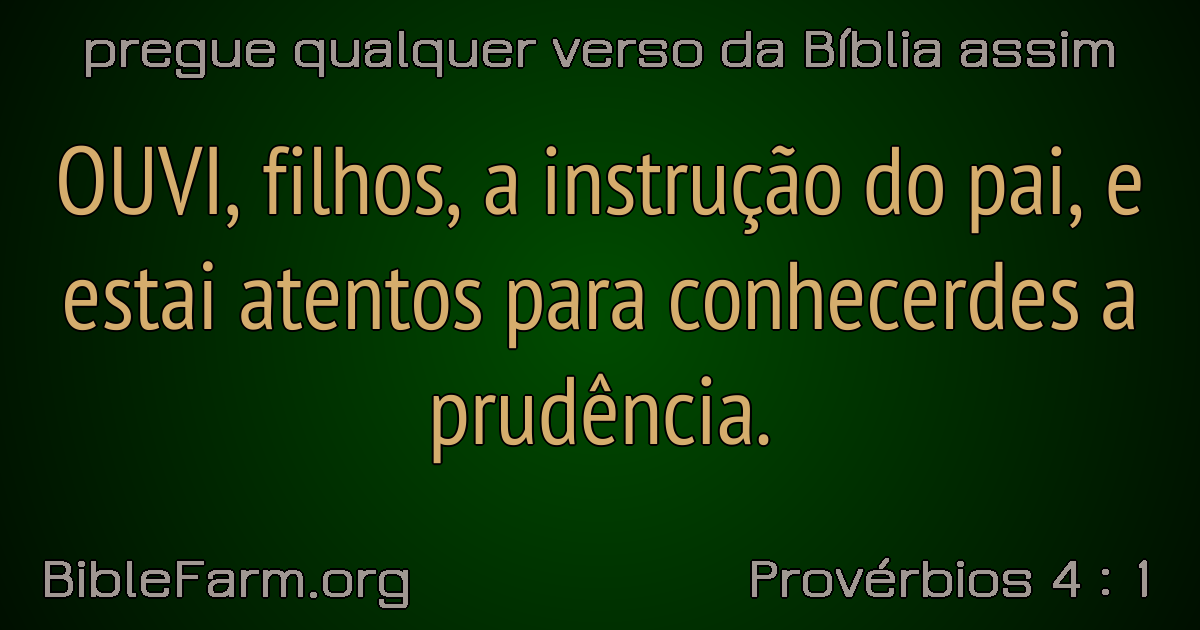 pregue qualquer verso da Bíblia assim
OUVI, filhos, a instrução do pai, e
estai atentos para conhecerdes a
prudência.
BibleFarm.org
Provérbios 4 : 1